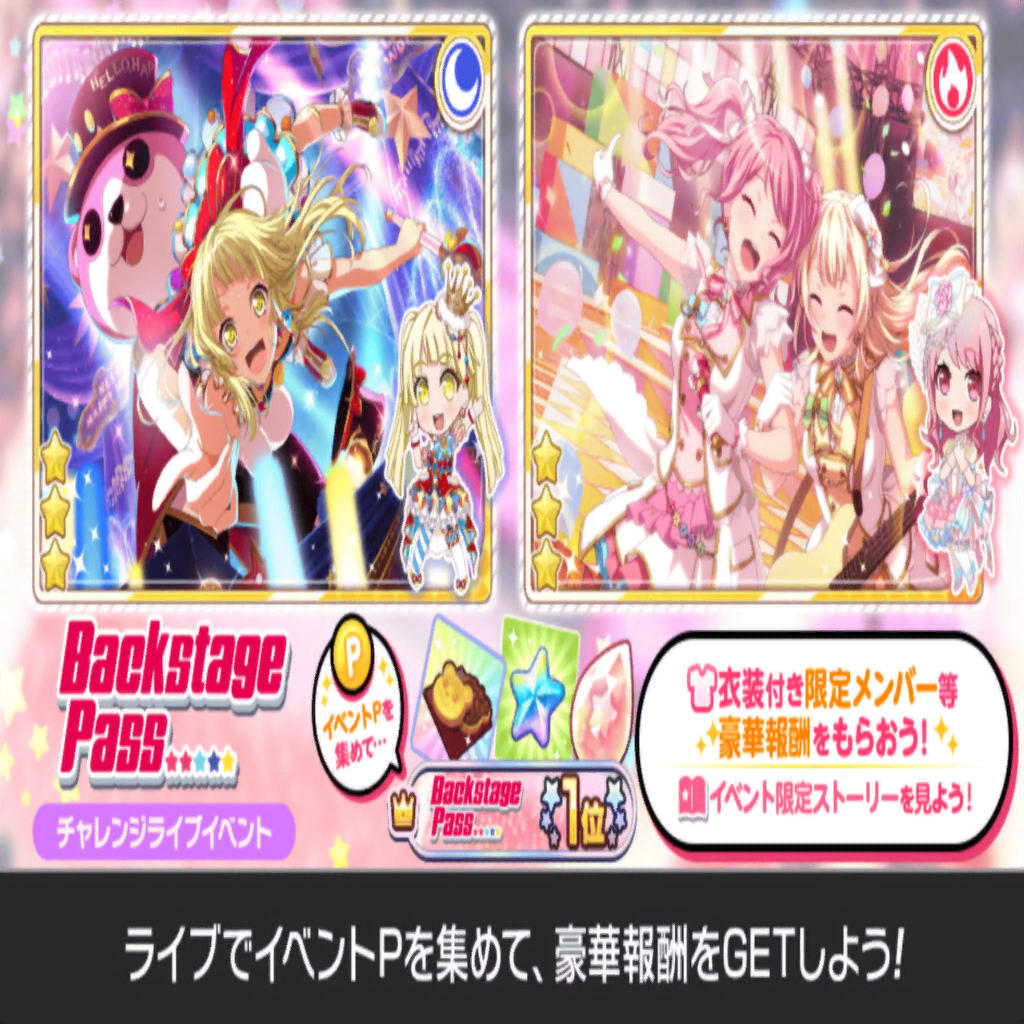 HELLO,HA
Backstage
Pass
チャレンジライブイベント
P
イベントPを
集めて…
Backstage
Pass
1位
衣装付き限定メンバー等
豪華報酬をもらおう!
イベント限定ストーリーを見よう!
ライブでイベントPを集めて、豪華報酬をGETしよう!